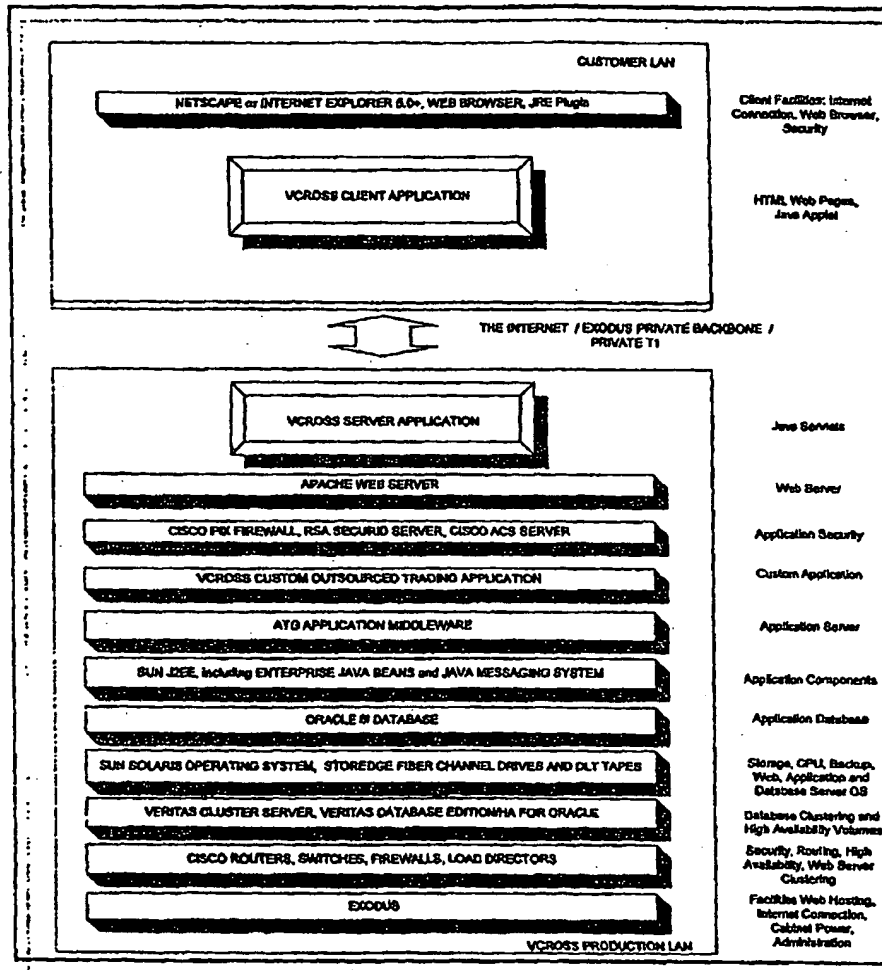 CUSTOMER LAN
NETSCAPE or INTERNET EXPLORER 5.0+, WEB BROWSER, JRE Plugin
Client Facilities: Internet
Connection, Web Browser,
Security
VCROSS CLIENT APPLICATION
HTML Web Pages,
Java Applet
THE INTERNET / EXODUS PRIVATE BACKBONE /
PRIVATE T1
VCROSS SERVER APPLICATION
Java Servlets
APACHE WEB SERVER
Web Server
CISCO PIX FIREWALL, RSA SECURID SERVER, CISCO ACS SERVER
Application Security
VCROSS CUSTOM OUTSOURCED TRADING APPLICATION
Custom Application
ATG APPLICATION MIDDLEWARE
Application Server
SUN J2EE, including ENTERPRISE JAVA BEANS and JAVA MESSAGING SYSTEM
Application Components
ORACLE 8i DATABASE
Application Database
SUN SOLARIS OPERATING SYSTEM, STOREDGE FIBER CHANNEL DRIVES AND DLT TAPES
Storage, CPU, Backup,
Web, Application and
Database Server OS
VERITAS CLUSTER SERVER, VERITAS DATABASE EDITION/HA FOR ORACLE
Database Clustering and
High Availability Volumes
CISCO ROUTERS, SWITCHES, FIREWALLS, LOAD DIRECTORS
Security, Routing, High
Availability, Web Server
Clustering
EXODUS
Facilities Web Hosting,
Internet Connection,
Cabinet Power,
Administration
VCROSS PRODUCTION LAN